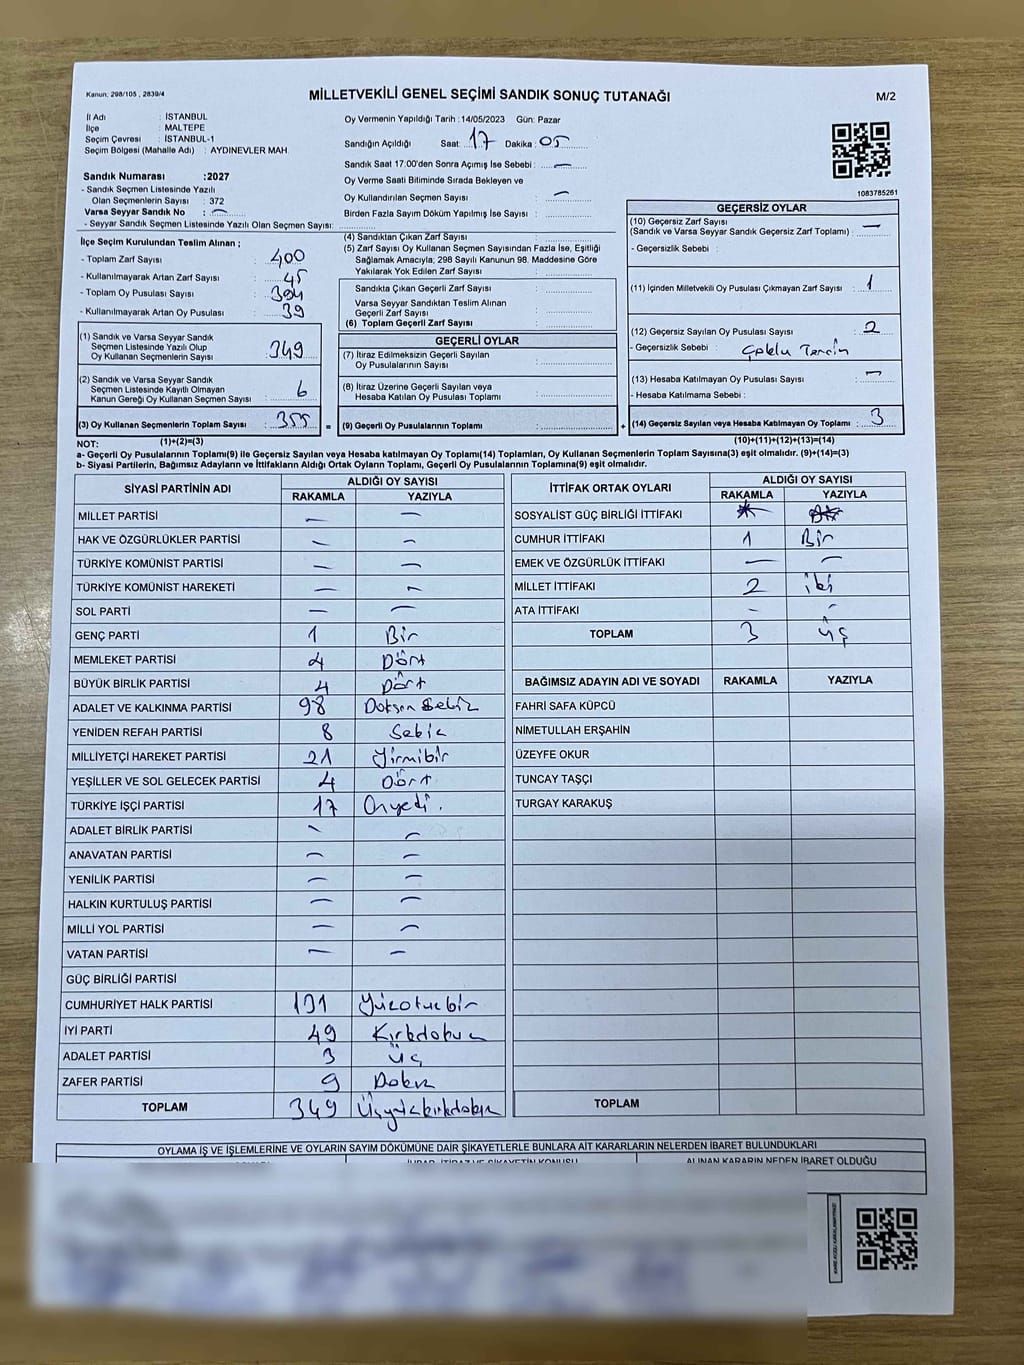 Kanun: 298/105 , 2839/4
MİLLETVEKİLİ GENEL SEÇİMİ SANDIK SONUÇ TUTANAĞI
M/2
İl Adı : İSTANBUL
İlçe : MALTEPE
Seçim Çevresi : İSTANBUL-1
Seçim Bölgesi (Mahalle Adı) : AYDINEVLER MAH.
Sandık Numarası :2027
- Sandık Seçmen Listesinde Yazılı
Olan Seçmenlerin Sayısı : 372
Varsa Seyyar Sandık No : —
- Seyyar Sandık Seçmen Listesinde Yazılı Olan Seçmen Sayısı:
Oy Vermenin Yapıldığı Tarih :14/05/2023 Gün: Pazar
Sandığın Açıldığı Saat: 17 Dakika: 05
Sandık Saat 17:00'den Sonra Açmış İse Sebebi : —
Oy Verme Saati Bitiminde Sırada Bekleyen ve
Oy Kullandırılan Seçmen Sayısı : —
Birden Fazla Sayım Döküm Yapılmış İse Sayısı :
1083785261
İlçe Seçim Kurulundan Teslim Alınan ;
- Toplam Zarf Sayısı : 400
- Kullanılmayarak Artan Zarf Sayısı : 45
- Toplam Oy Pusulası Sayısı : 394
- Kullanılmayarak Artan Oy Pusulası : 39
(1) Sandık ve Varsa Seyyar Sandık
Seçmen Listesinde Yazılı Olup
Oy Kullanan Seçmenlerin Sayısı : 349
(2) Sandık ve Varsa Seyyar Sandık
Seçmen Listesinde Kayıtlı Olmayan
Kanun Gereği Oy Kullanan Seçmen Sayısı : 6
(3) Oy Kullanan Seçmenlerin Toplam Sayısı : 355 =
(4) Sandıktan Çıkan Zarf Sayısı :
(5) Zarf Sayısı Oy Kullanan Seçmen Sayısından Fazla İse, Eşitliği
Sağlamak Amacıyla; 298 Sayılı Kanunun 98. Maddesine Göre
Yakılarak Yok Edilen Zarf Sayısı :
Sandıkta Çıkan Geçerli Zarf Sayısı :
Varsa Seyyar Sandıktan Teslim Alınan
Geçerli Zarf Sayısı :
(6) Toplam Geçerli Zarf Sayısı :
GEÇERLİ OYLAR
(7) İtiraz Edilmeksizin Geçerli Sayılan
Oy Pusulalarının Sayısı :
(8) İtiraz Üzerine Geçerli Sayılan veya
Hesaba Katılan Oy Pusulaları Toplamı :
(9) Geçerli Oy Pusulalarının Toplamı : +
GEÇERSİZ OYLAR
(10) Geçersiz Zarf Sayısı
(Sandık ve Varsa Seyyar Sandık Geçersiz Zarf Toplamı) : —
- Geçersizlik Sebebi :
(11) İçinden Milletvekili Oy Pusulası Çıkmayan Zarf Sayısı : 1
(12) Geçersiz Sayılan Oy Pusulası Sayısı : 2
- Geçersizlik Sebebi : Çoklu Tercih
(13) Hesaba Katılmayan Oy Pusulası Sayısı : —
- Hesaba Katılmama Sebebi :
(14) Geçersiz Sayılan veya Hesaba Katılmayan Oy Toplamı : 3
NOT: (1)+(2)=(3) (10)+(11)+(12)+(13)=(14)
a- Geçerli Oy Pusulalarının Toplamı(9) ile Geçersiz Sayılan veya Hesaba katılmayan Oy Toplamı(14) Toplamları, Oy Kullanan Seçmenlerin Toplam Sayısına(3) eşit olmalıdır. (9)+(14)=(3)
b- Siyasi Partilerin, Bağımsız Adayların ve İttifakların Aldığı Ortak Oyların Toplamı, Geçerli Oy Pusulalarının Toplamına(9) eşit olmalıdır.
SİYASİ PARTİNİN ADI ALDIĞI OY SAYISI
RAKAMLA YAZIYLA
MİLLET PARTİSİ — —
HAK VE ÖZGÜRLÜKLER PARTİSİ — —
TÜRKİYE KOMÜNİST PARTİSİ — —
TÜRKİYE KOMÜNİST HAREKETİ — —
SOL PARTİ — —
GENÇ PARTİ 1 Bir
MEMLEKET PARTİSİ 4 Dört
BÜYÜK BİRLİK PARTİSİ 4 Dört
ADALET VE KALKINMA PARTİSİ 98 Doksan Sekiz
YENİDEN REFAH PARTİSİ 8 Sekiz
MİLLİYETÇİ HAREKET PARTİSİ 21 Yirmibir
YEŞİLLER VE SOL GELECEK PARTİSİ 4 Dört
TÜRKİYE İŞÇİ PARTİSİ 17 Onyedi.
ADALET BİRLİK PARTİSİ — —
ANAVATAN PARTİSİ — —
YENİLİK PARTİSİ — —
HALKIN KURTULUŞ PARTİSİ — —
MİLLİ YOL PARTİSİ — —
VATAN PARTİSİ — —
GÜÇ BİRLİĞİ PARTİSİ
CUMHURİYET HALK PARTİSİ 131 Yüzotuzbir
İYİ PARTİ 49 Kırkdokuz
ADALET PARTİSİ 3 Üç
ZAFER PARTİSİ 9 Dokuz
TOPLAM 349 Üçyüzkırkdokuz
İTTİFAK ORTAK OYLARI ALDIĞI OY SAYISI
RAKAMLA YAZIYLA
SOSYALİST GÜÇ BİRLİĞİ İTTİFAKI
CUMHUR İTTİFAKI 1 Bir
EMEK VE ÖZGÜRLÜK İTTİFAKI — —
MİLLET İTTİFAKI 2 iki
ATA İTTİFAKI — —
TOPLAM 3 Üç
BAĞIMSIZ ADAYIN ADI VE SOYADI RAKAMLA YAZIYLA
FAHRİ SAFA KÜPCÜ
NİMETULLAH ERŞAHİN
ÜZEYFE OKUR
TUNCAY TAŞÇI
TURGAY KARAKUŞ
TOPLAM
OYLAMA İŞ VE İŞLEMLERİNE VE OYLARIN SAYIM DÖKÜMÜNE DAİR ŞİKAYETLERLE BUNLARA AİT KARARLARIN NELERDEN İBARET BULUNDUKLARI
İHBAR, İTİRAZ VE ŞİKAYETİN KONUSU ALINAN KARARIN NEDEN İBARET OLDUĞU